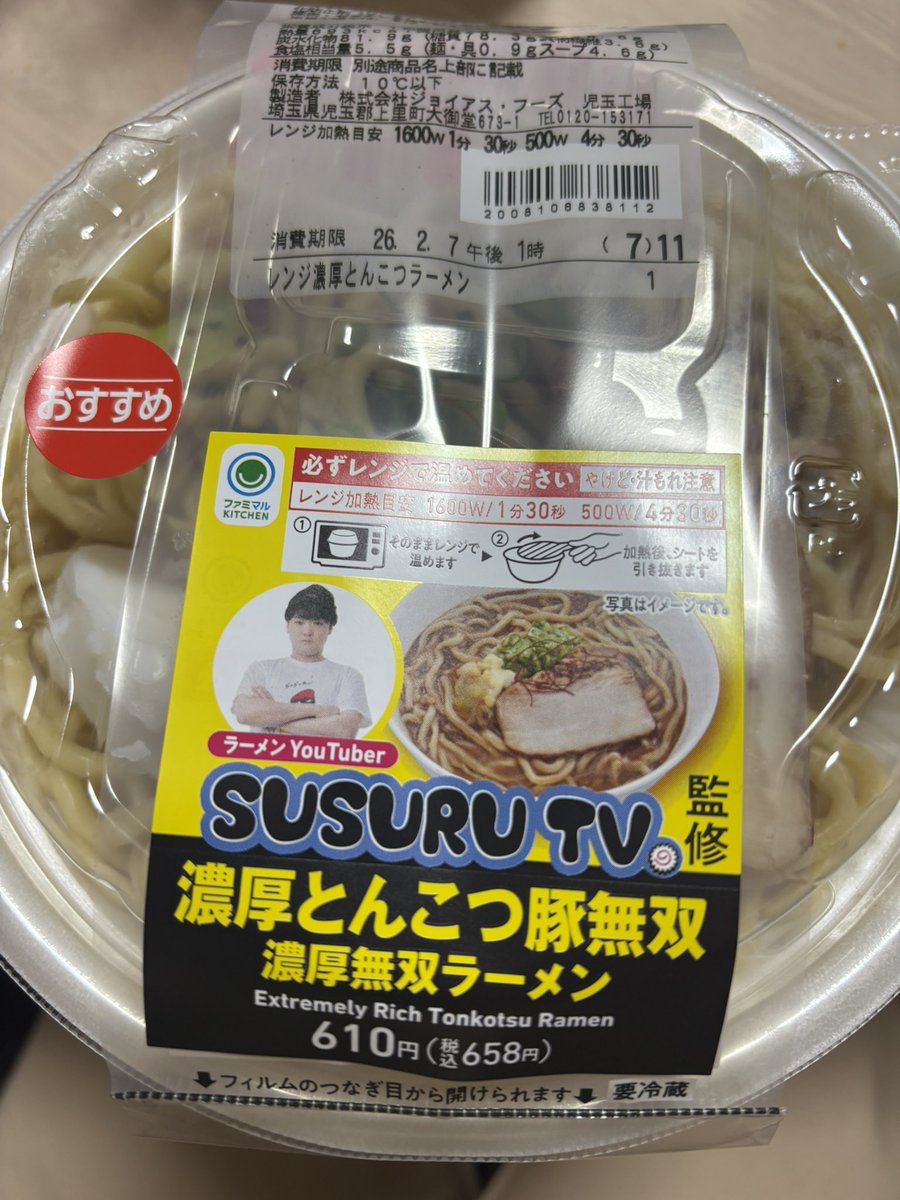 炭水化物81.9g(糖質78.3g
食塩相当量5.5g(麺・具0.9gスープ4.6g)
消費期限 別途商品名上部に記載
保存方法 10℃以下
製造者 株式会社ジョイアス・フーズ 児玉工場
埼玉県児玉郡上里町大御堂673-1 TEL0120-153171
レンジ加熱目安 1600W 1分 30秒 500W 4分 30秒
2008106838112
消費期限 26. 2. 7 午後 1時 (7)11
レンジ濃厚とんこつラーメン 1
おすすめ
ファミマル
KITCHEN
必ずレンジで温めてください やけど・汁もれ注意
レンジ加熱目安 1600W/1分30秒 500W/4分30秒
① そのままレンジで
温めます
② 加熱後、シートを
引き抜きます
写真はイメージです。
ラーメン YouTuber
SUSURU TV。
監修
濃厚とんこつ豚無双
濃厚無双ラーメン
Extremely Rich Tonkotsu Ramen
610円(税込658円)
フィルムのつなぎ目から開けられます
要冷蔵